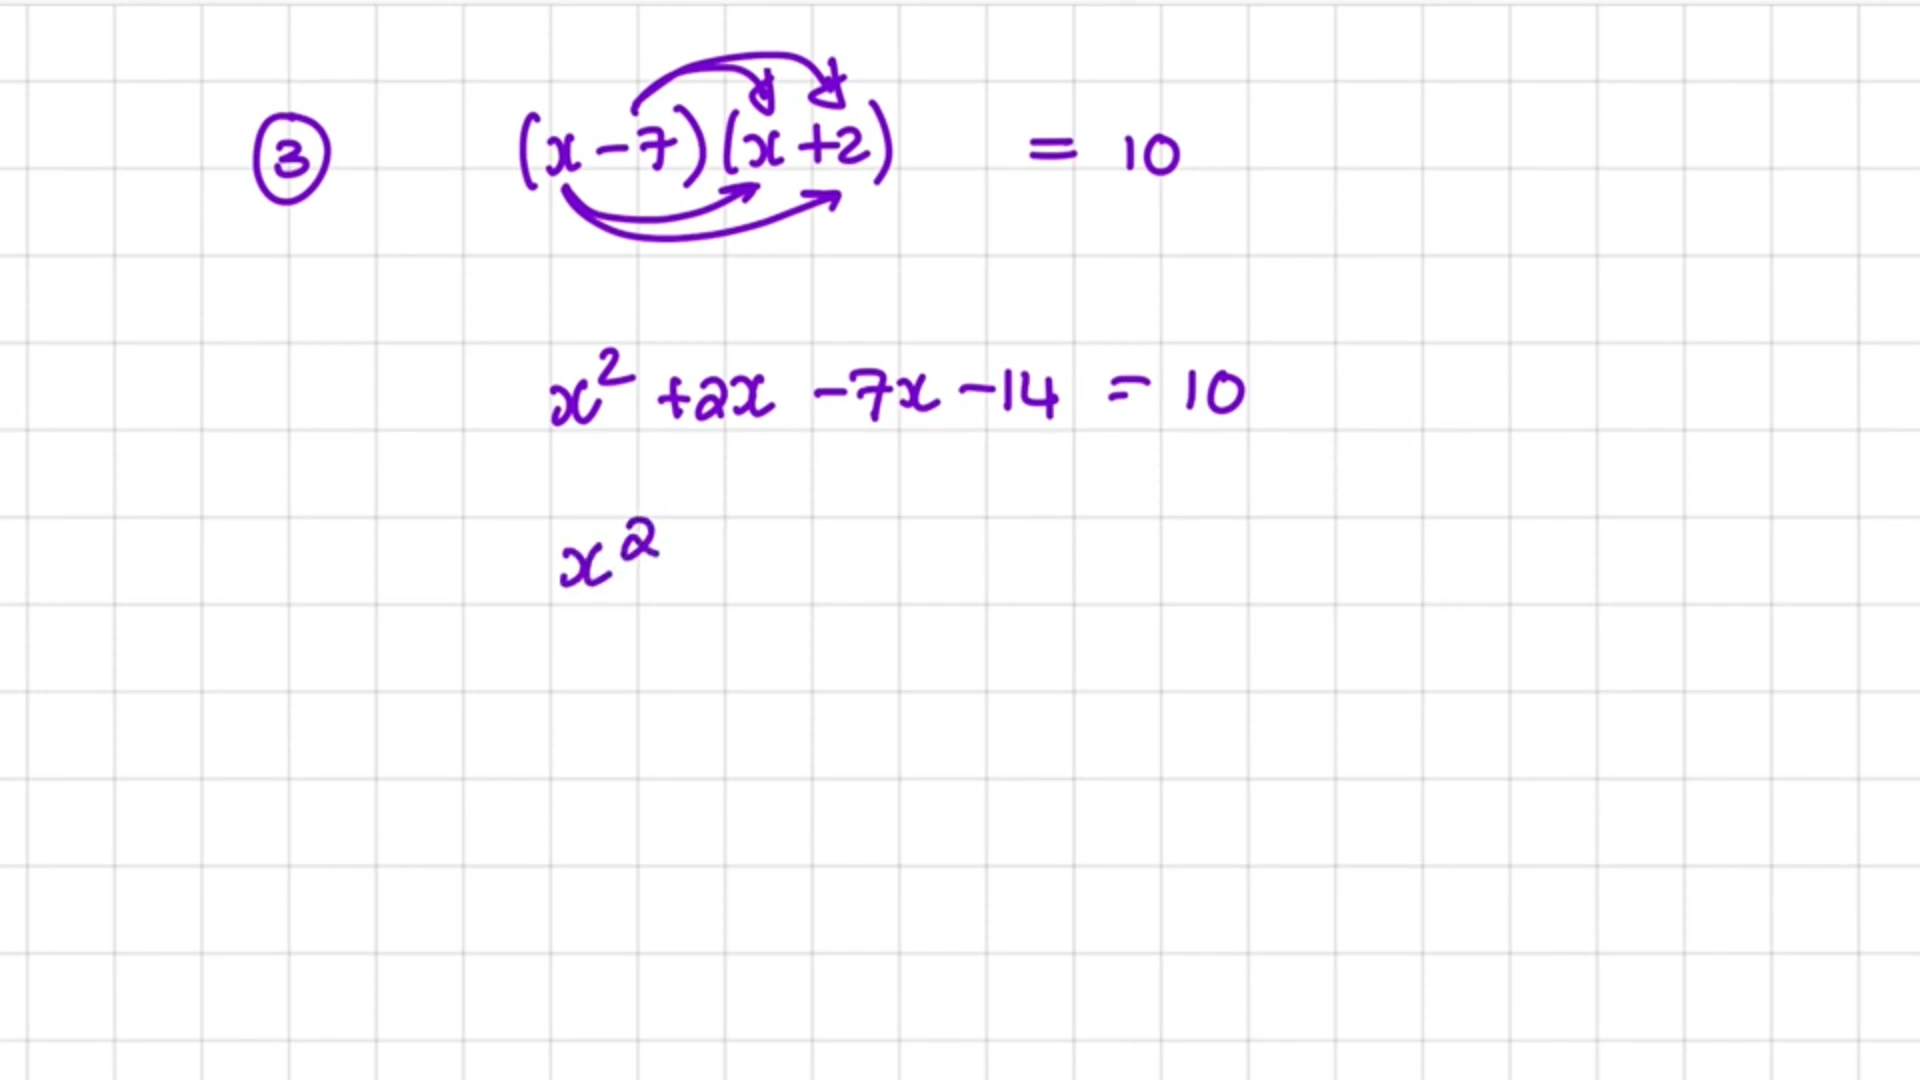 ③ (x-7)(x+2) = 10
x² +2x -7x -14 = 10
x²